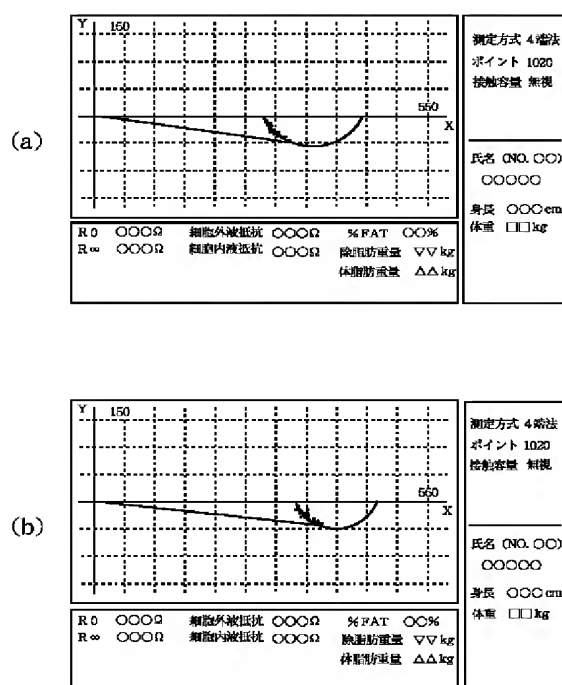 (a)
Y 150
550
X
測定方式 4端法
ポイント 1020
接触容量 無視
氏名 (NO. ○○)
○○○○○
身長 ○○○cm
体重 □□kg
R0 ○○○Ω 細胞外液抵抗 ○○○Ω %FAT ○○%
R∞ ○○○Ω 細胞内液抵抗 ○○○Ω 除脂肪重量 ▽▽kg
体脂肪重量 △△kg
(b)
Y 150
550
X
測定方式 4端法
ポイント 1020
接触容量 無視
氏名 (NO. ○○)
○○○○○
身長 ○○○cm
体重 □□kg
R0 ○○○Ω 細胞外液抵抗 ○○○Ω %FAT ○○%
R∞ ○○○Ω 細胞内液抵抗 ○○○Ω 除脂肪重量 ▽▽kg
体脂肪重量 △△kg